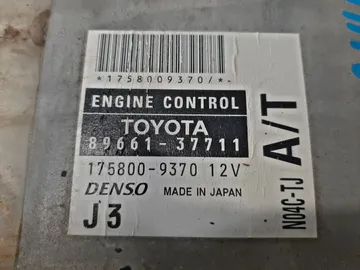 *1758009370/*-
ENGINE CONTROL
TOYOTA
89661-37711
175800-9370 12V
DENSO MADE IN JAPAN
J3
A/T
N04C-TJ